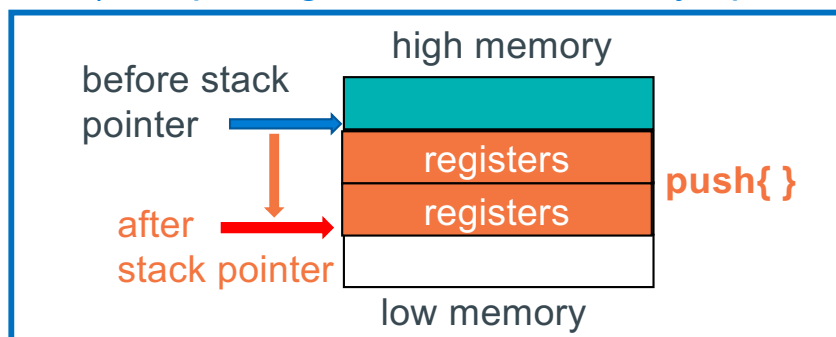 high memory
before stack
pointer
registers
registers
push{ }
after
stack pointer
low memory